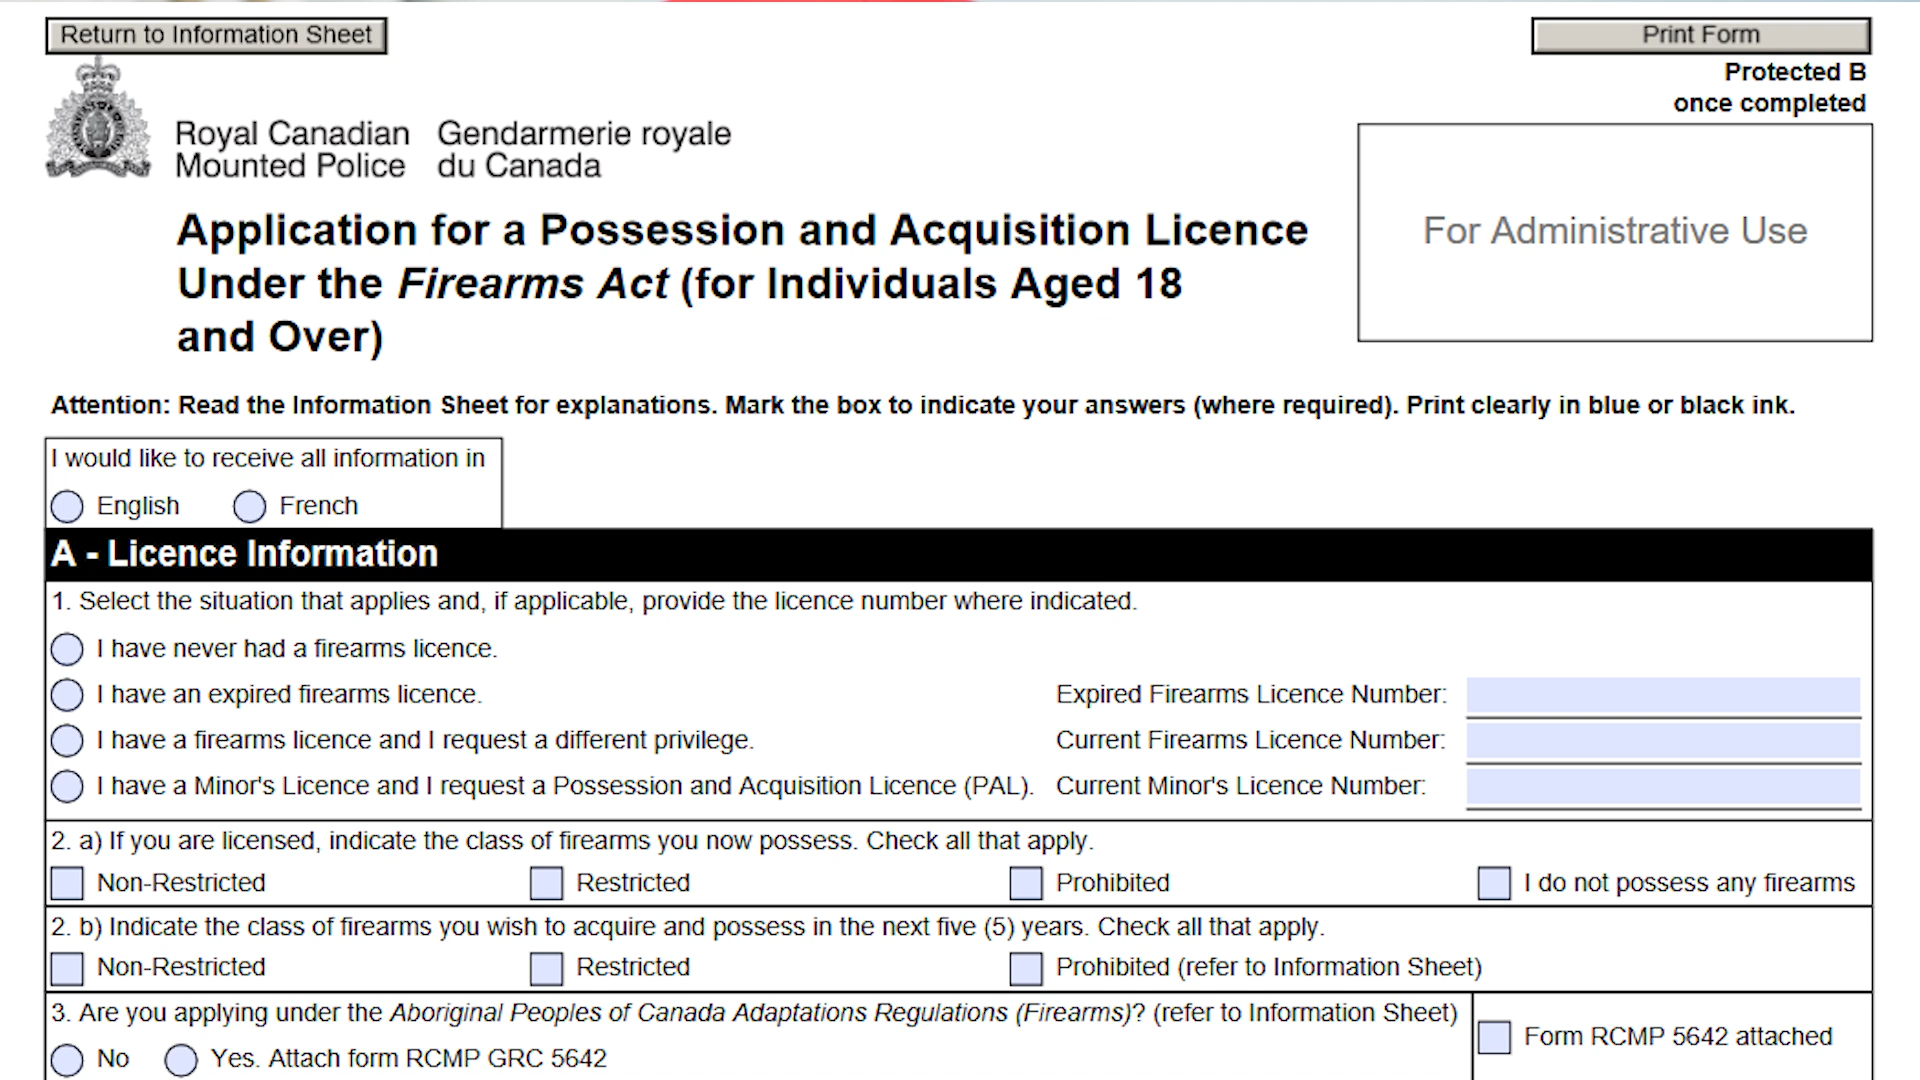 Return to Information Sheet
Print Form
Protected B
once completed
Royal Canadian Gendarmerie royale
Mounted Police du Canada
For Administrative Use
Application for a Possession and Acquisition Licence
Under the Firearms Act (for Individuals Aged 18
and Over)
Attention: Read the Information Sheet for explanations. Mark the box to indicate your answers (where required). Print clearly in blue or black ink.
I would like to receive all information in
English French
A - Licence Information
1. Select the situation that applies and, if applicable, provide the licence number where indicated.
I have never had a firearms licence.
I have an expired firearms licence. Expired Firearms Licence Number:
I have a firearms licence and I request a different privilege. Current Firearms Licence Number:
I have a Minor's Licence and I request a Possession and Acquisition Licence (PAL). Current Minor's Licence Number:
2. a) If you are licensed, indicate the class of firearms you now possess. Check all that apply.
Non-Restricted Restricted Prohibited I do not possess any firearms
2. b) Indicate the class of firearms you wish to acquire and possess in the next five (5) years. Check all that apply.
Non-Restricted Restricted Prohibited (refer to Information Sheet)
3. Are you applying under the Aboriginal Peoples of Canada Adaptations Regulations (Firearms)? (refer to Information Sheet)
Form RCMP 5642 attached
No Yes. Attach form RCMP GRC 5642